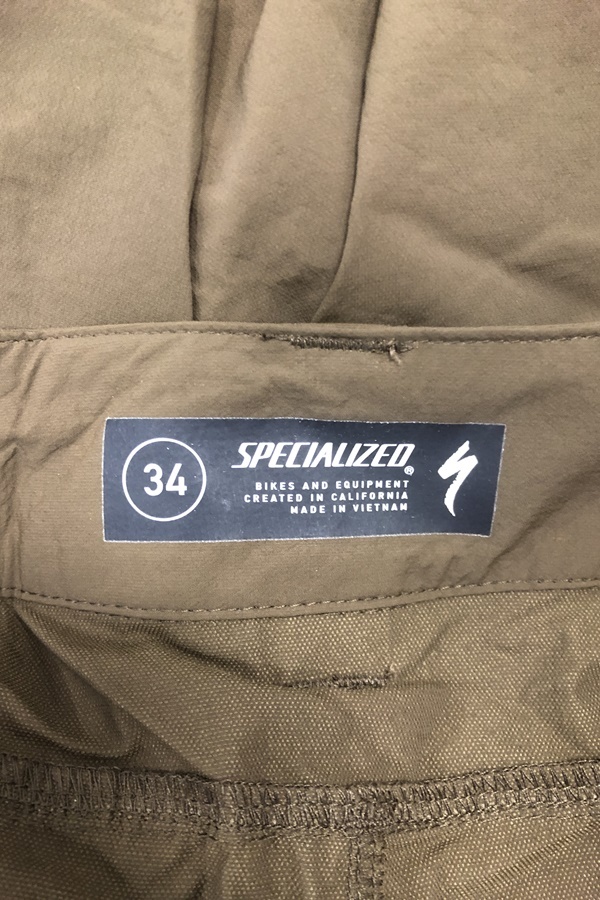 34
SPECIALIZED®
BIKES AND EQUIPMENT
CREATED IN CALIFORNIA
MADE IN VIETNAM